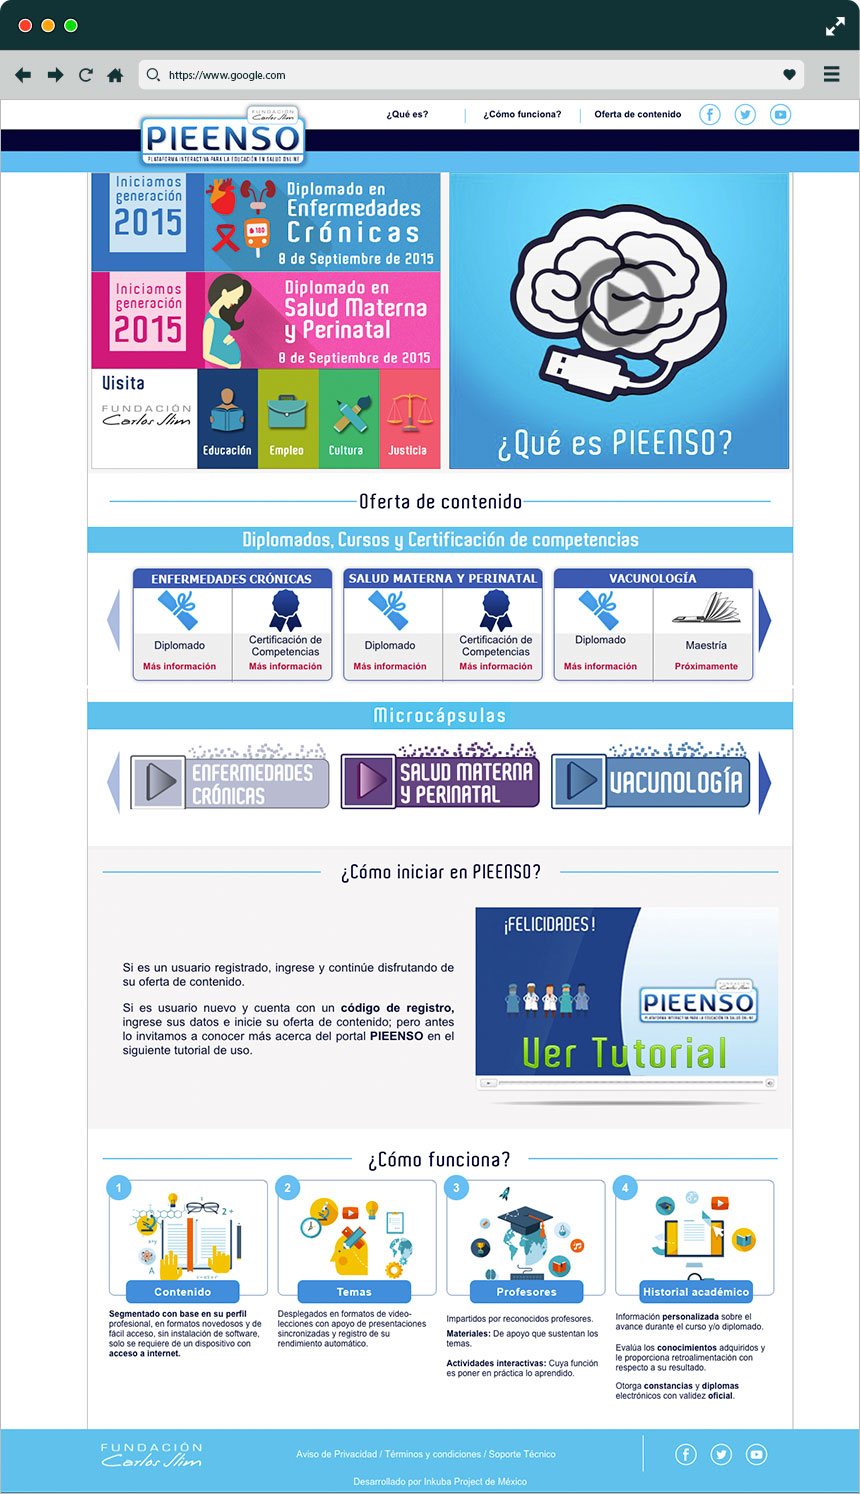 https://www.google.com
FUNDACIÓN
Carlos Slim
PIEENSO
PLATAFORMA INTERACTIVA PARA LA EDUCACIÓN EN SALUD ONLINE
¿Qué es?
¿Cómo funciona?
Oferta de contenido
Iniciamos
generación
2015
Diplomado en
Enfermedades
Crónicas
8 de Septiembre de 2015
180
Iniciamos
generación
2015
Diplomado en
Salud Materna
y Perinatal
8 de Septiembre de 2015
Visita
FUNDACIÓN
Carlos Slim
Educación
Empleo
Cultura
Justicia
¿Qué es PIEENSO?
Oferta de contenido
Diplomados, Cursos y Certificación de competencias
ENFERMEDADES CRÓNICAS
Diplomado
Más información
Certificación de
Competencias
Más información
SALUD MATERNA Y PERINATAL
Diplomado
Más información
Certificación de
Competencias
Más información
VACUNOLOGÍA
Diplomado
Más información
Maestría
Próximamente
Microcápsulas
ENFERMEDADES
CRÓNICAS
SALUD MATERNA
Y PERINATAL
VACUNOLOGÍA
¿Cómo iniciar en PIEENSO?
Si es un usuario registrado, ingrese y continúe disfrutando de
su oferta de contenido.
Si es usuario nuevo y cuenta con un código de registro,
ingrese sus datos e inicie su oferta de contenido; pero antes
lo invitamos a conocer más acerca del portal PIEENSO en el
siguiente tutorial de uso.
¡FELICIDADES!
FUNDACIÓN
Carlos Slim
PIEENSO
PLATAFORMA INTERACTIVA PARA LA EDUCACIÓN EN SALUD ONLINE
Ver Tutorial
¿Cómo funciona?
1
Contenido
Segmentado con base en su perfil
profesional, en formatos novedosos y de
fácil acceso, sin instalación de software,
solo se requiere de un dispositivo con
acceso a internet.
2
Temas
Desplegados en formatos de video-
lecciones con apoyo de presentaciones
sincronizadas y registro de su
rendimiento automático.
3
Profesores
Impartidos por reconocidos profesores.
Materiales: De apoyo que sustentan los
temas.
Actividades interactivas: Cuya función
es poner en práctica lo aprendido.
4
Historial académico
Información personalizada sobre el
avance durante el curso y/o diplomado.
Evalúa los conocimientos adquiridos y
le proporciona retroalimentación con
respecto a su resultado.
Otorga constancias y diplomas
electrónicos con validez oficial.
FUNDACIÓN
Carlos Slim
Aviso de Privacidad / Términos y condiciones / Soporte Técnico
Desarrollado por Inkuba Project de México